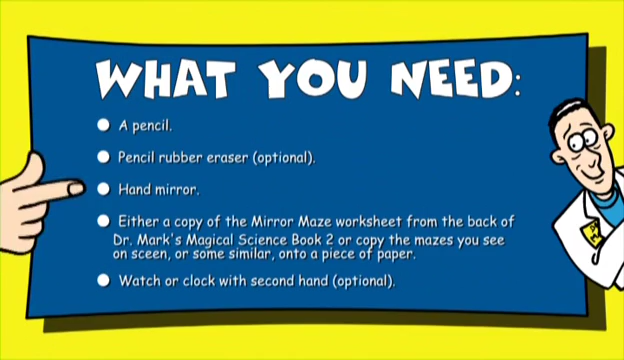 WHAT YOU NEED:
A pencil.
Pencil rubber eraser (optional).
Hand mirror.
Either a copy of the Mirror Maze worksheet from the back of
Dr. Mark's Magical Science Book 2 or copy the mazes you see
on sceen, or some similar, onto a piece of paper.
Watch or clock with second hand (optional).